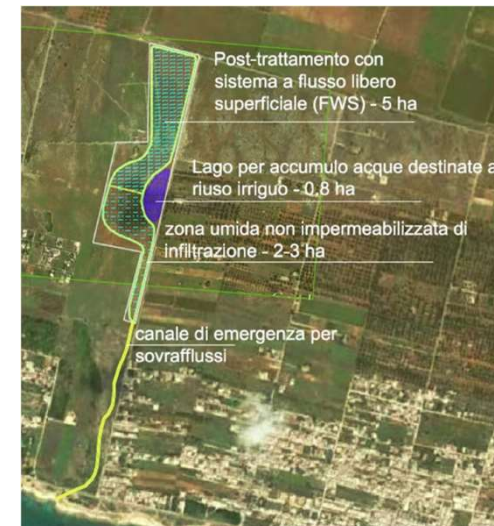 Post-trattamento con
sistema a flusso libero
superficiale (FWS) - 5 ha
Lago per accumulo acque destinate a
riuso irriguo - 0,8 ha
zona umida non impermeabilizzata di
infiltrazione - 2-3 ha
canale di emergenza per
sovrafflussi